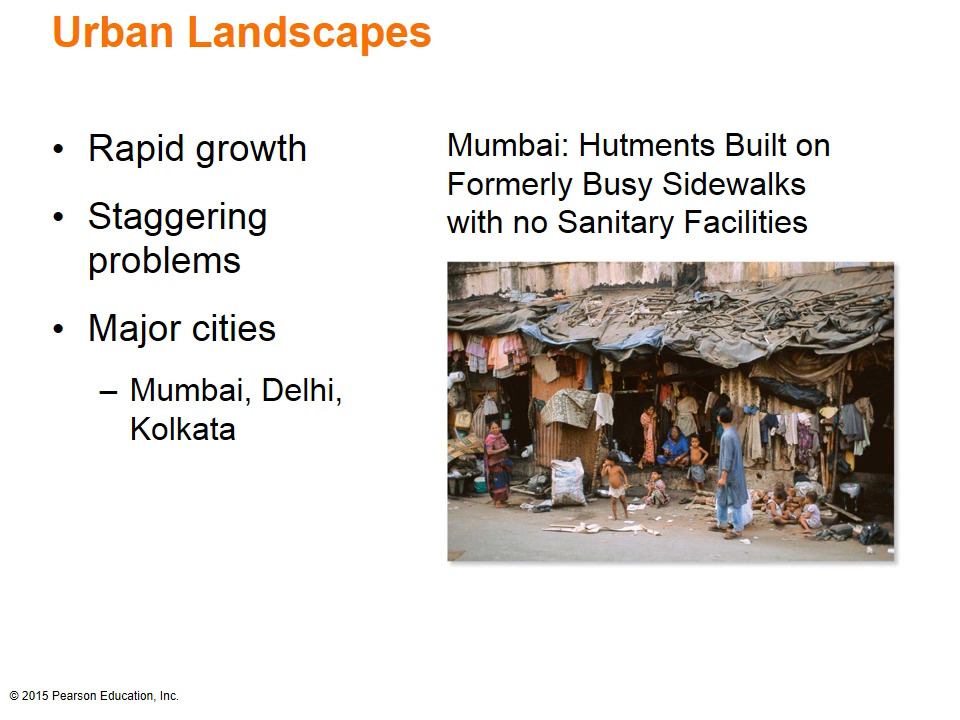 Urban Landscapes
• Rapid growth
• Staggering
problems
• Major cities
– Mumbai, Delhi,
Kolkata
Mumbai: Hutments Built on
Formerly Busy Sidewalks
with no Sanitary Facilities
© 2015 Pearson Education, Inc.